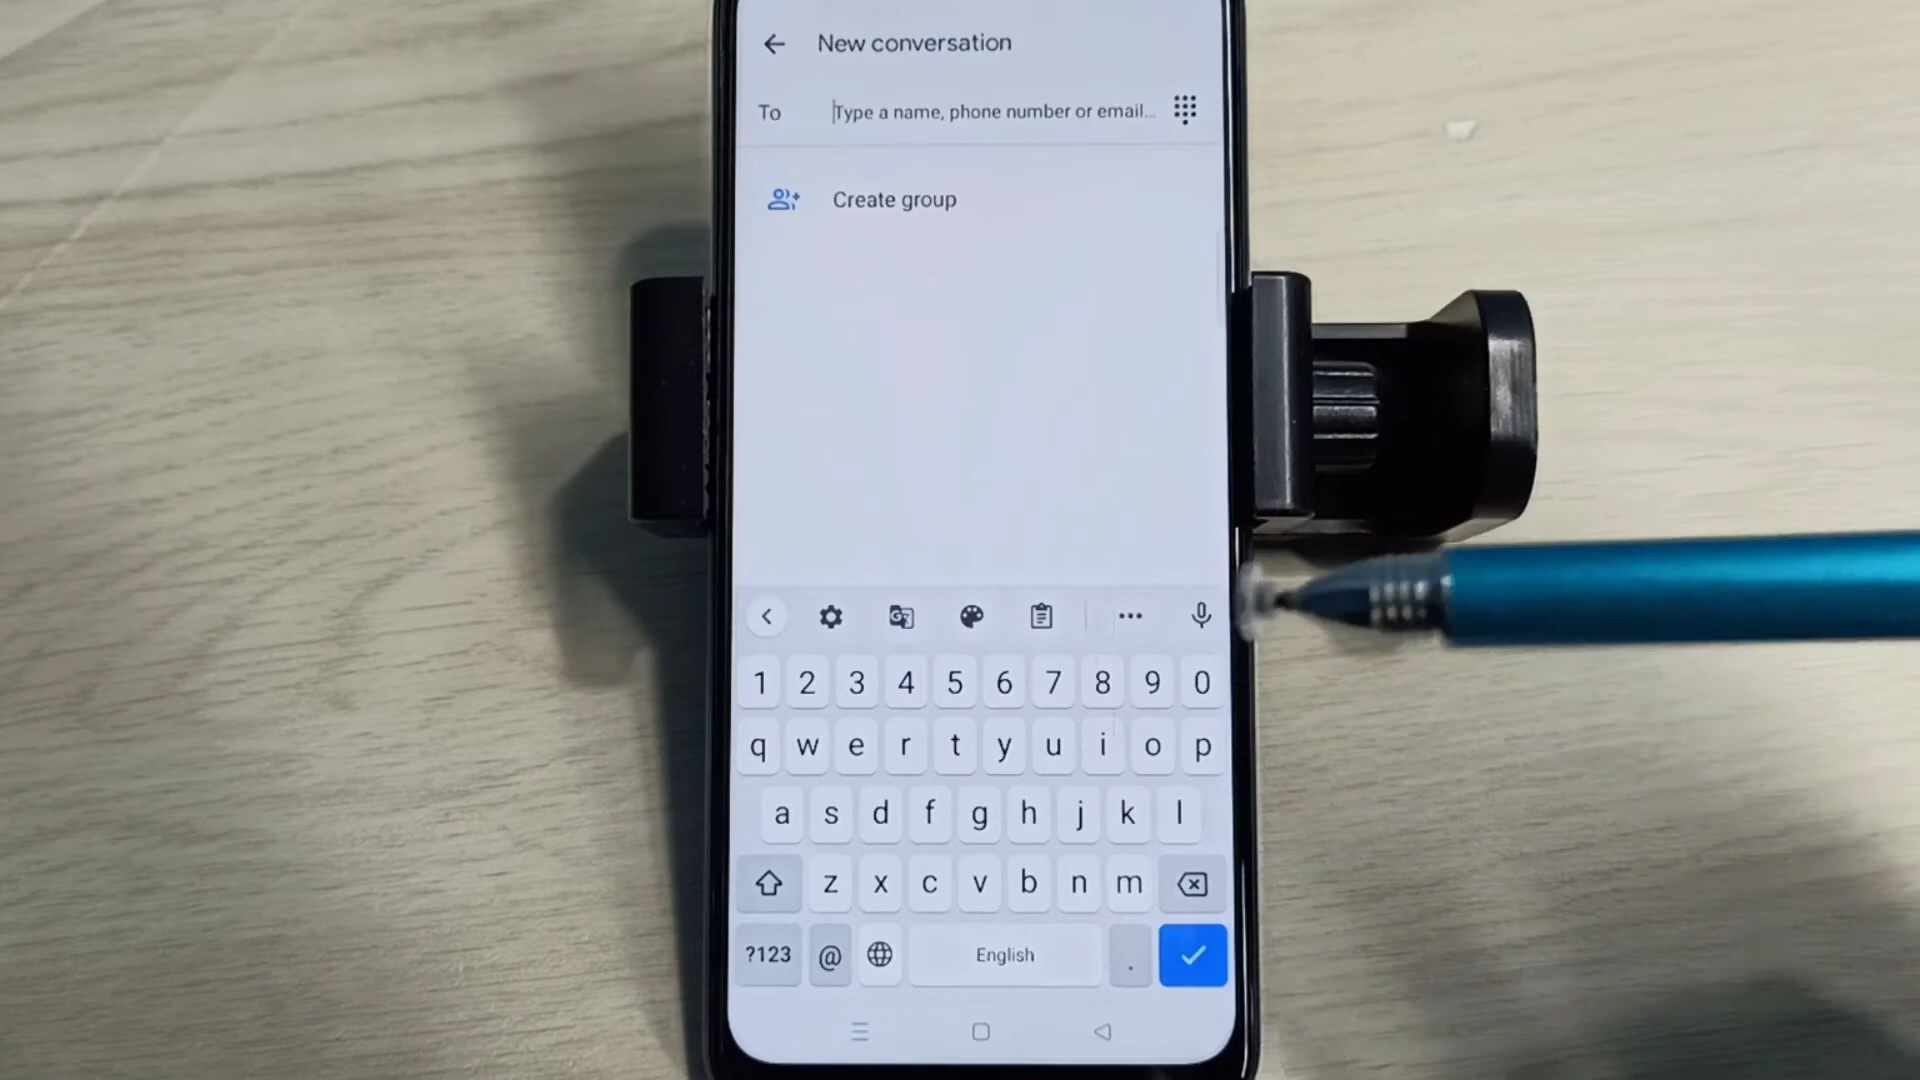 New conversation
To Type a name, phone number or email...
Create group
1 2 3 4 5 6 7 8 9 0
q w e r t y u i o p
a s d f g h j k l
z x c v b n m
?123 @ English .